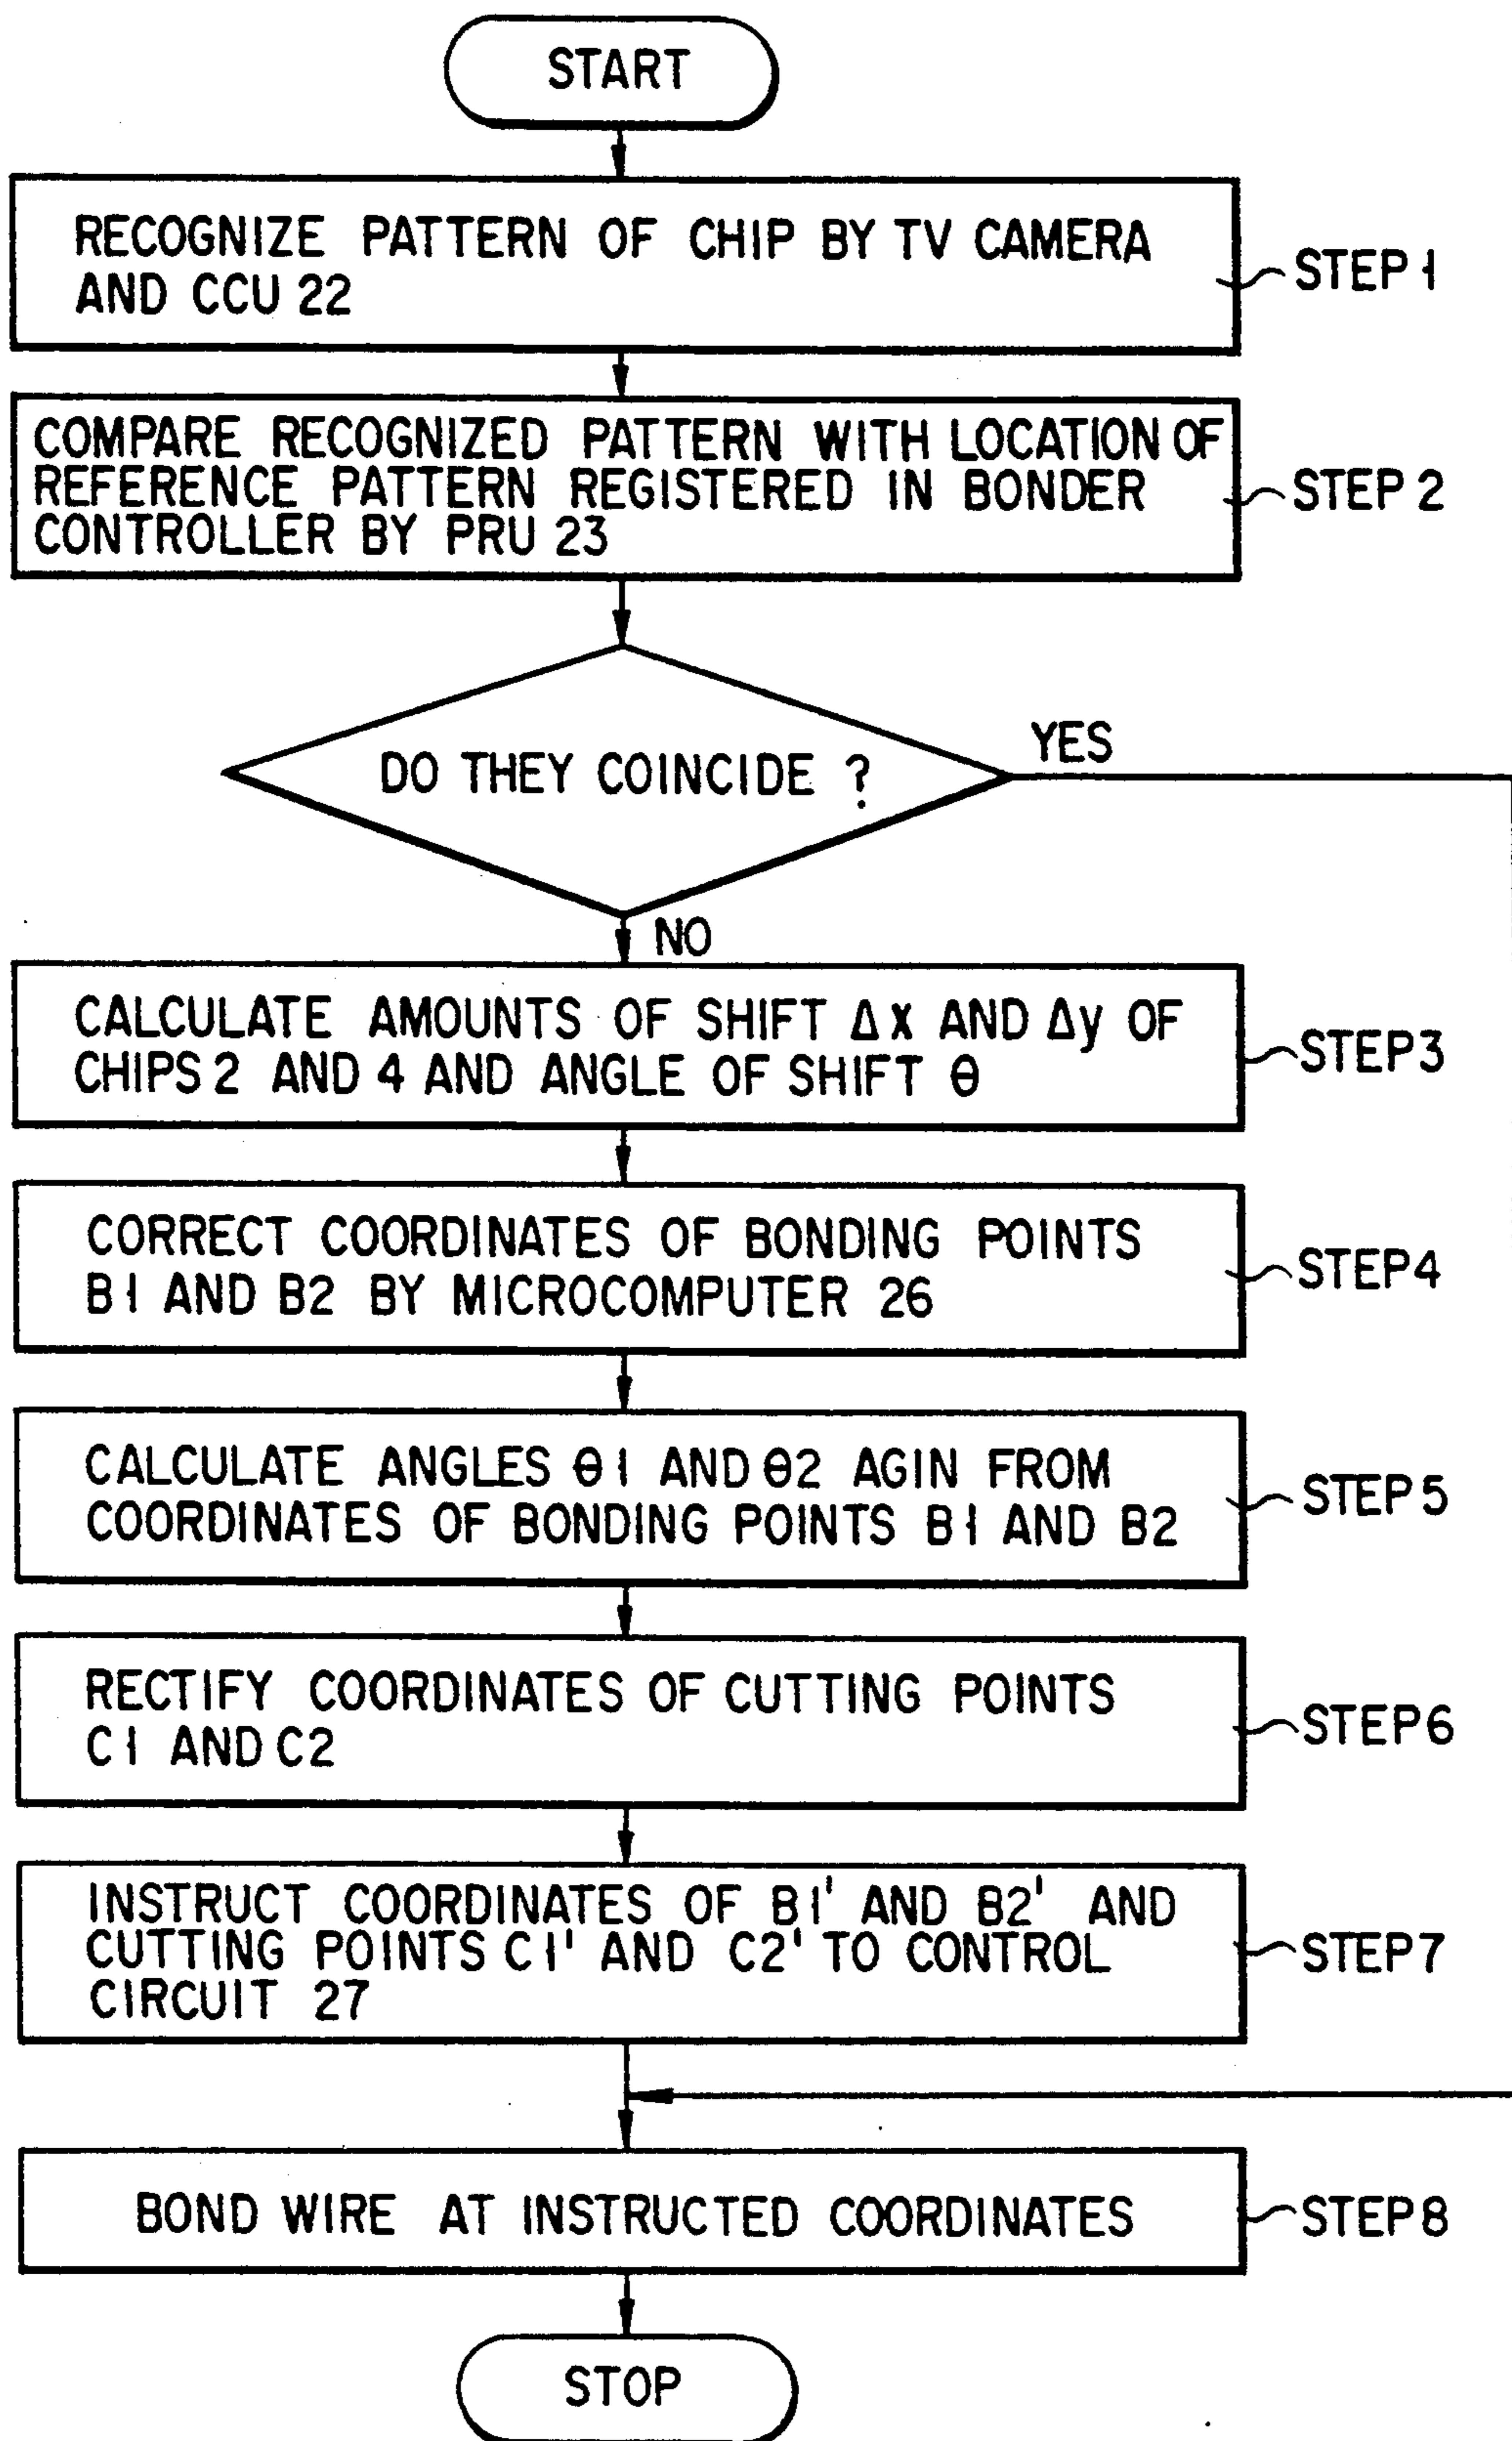 START
RECOGNIZE PATTERN OF CHIP BY TV CAMERA
AND CCU 22
STEP 1
COMPARE RECOGNIZED PATTERN WITH LOCATION OF
REFERENCE PATTERN REGISTERED IN BONDER
CONTROLLER BY PRU 23
STEP 2
DO THEY COINCIDE ?
YES
NO
CALCULATE AMOUNTS OF SHIFT Δx AND Δy OF
CHIPS 2 AND 4 AND ANGLE OF SHIFT θ
STEP3
CORRECT COORDINATES OF BONDING POINTS
B1 AND B2 BY MICROCOMPUTER 26
STEP4
CALCULATE ANGLES θ1 AND θ2 AGIN FROM
COORDINATES OF BONDING POINTS B1 AND B2
STEP 5
RECTIFY COORDINATES OF CUTTING POINTS
C1 AND C2
STEP6
INSTRUCT COORDINATES OF B1' AND B2' AND
CUTTING POINTS C1' AND C2' TO CONTROL
CIRCUIT 27
STEP7
BOND WIRE AT INSTRUCTED COORDINATES
STEP8
STOP